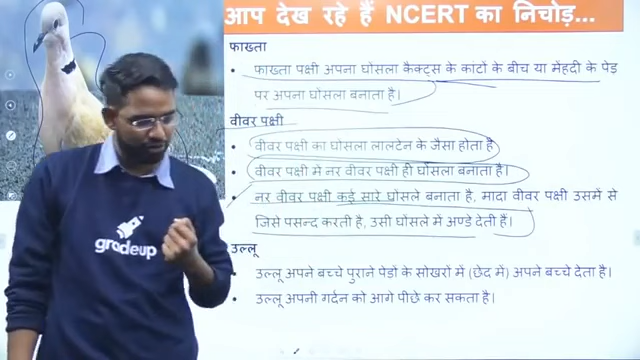 आप देख रहे हैं NCERT का निचोड़...
फाख्ता
• फाख्ता पक्षी अपना घोंसला कैक्ट्स के कांटों के बीच या मेंहदी के पेड़
पर अपना घोंसला बनाता है।
वीवर पक्षी
• वीवर पक्षी का घोंसला लालटेन के जैसा होता है
• वीवर पक्षी में नर वीवर पक्षी ही घोंसला बनाता है।
• नर वीवर पक्षी कई सारे घोसले बनाता है, मादा वीवर पक्षी उसमें से
जिसे पसन्द करती है, उसी घोंसले में अण्डे देती हैं।
उल्लू
• उल्लू अपने बच्चे पुराने पेडों के सोखरों में (छेद में) अपने बच्चे देता है।
• उल्लू अपनी गर्दन को आगे पीछे कर सकता है।
gradeup